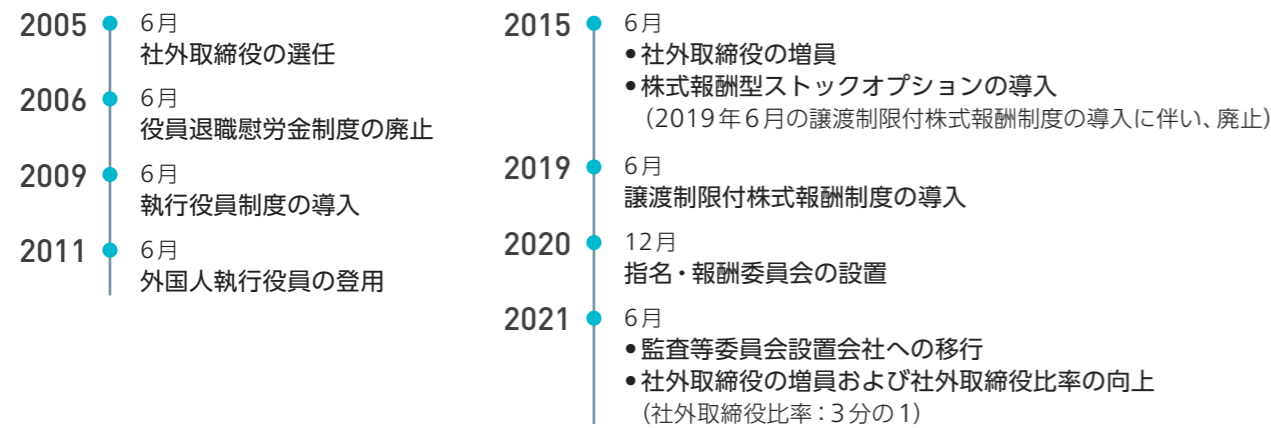 2005 6月
社外取締役の選任
2006 6月
役員退職慰労金制度の廃止
2009 6月
執行役員制度の導入
2011 6月
外国人執行役員の登用
2015 6月
•社外取締役の増員
•株式報酬型ストックオプションの導入
（2019年6月の譲渡制限付株式報酬制度の導入に伴い、廃止）
2019 6月
譲渡制限付株式報酬制度の導入
2020 12月
指名・報酬委員会の設置
2021 6月
•監査等委員会設置会社への移行
•社外取締役の増員および社外取締役比率の向上
（社外取締役比率：3分の1）